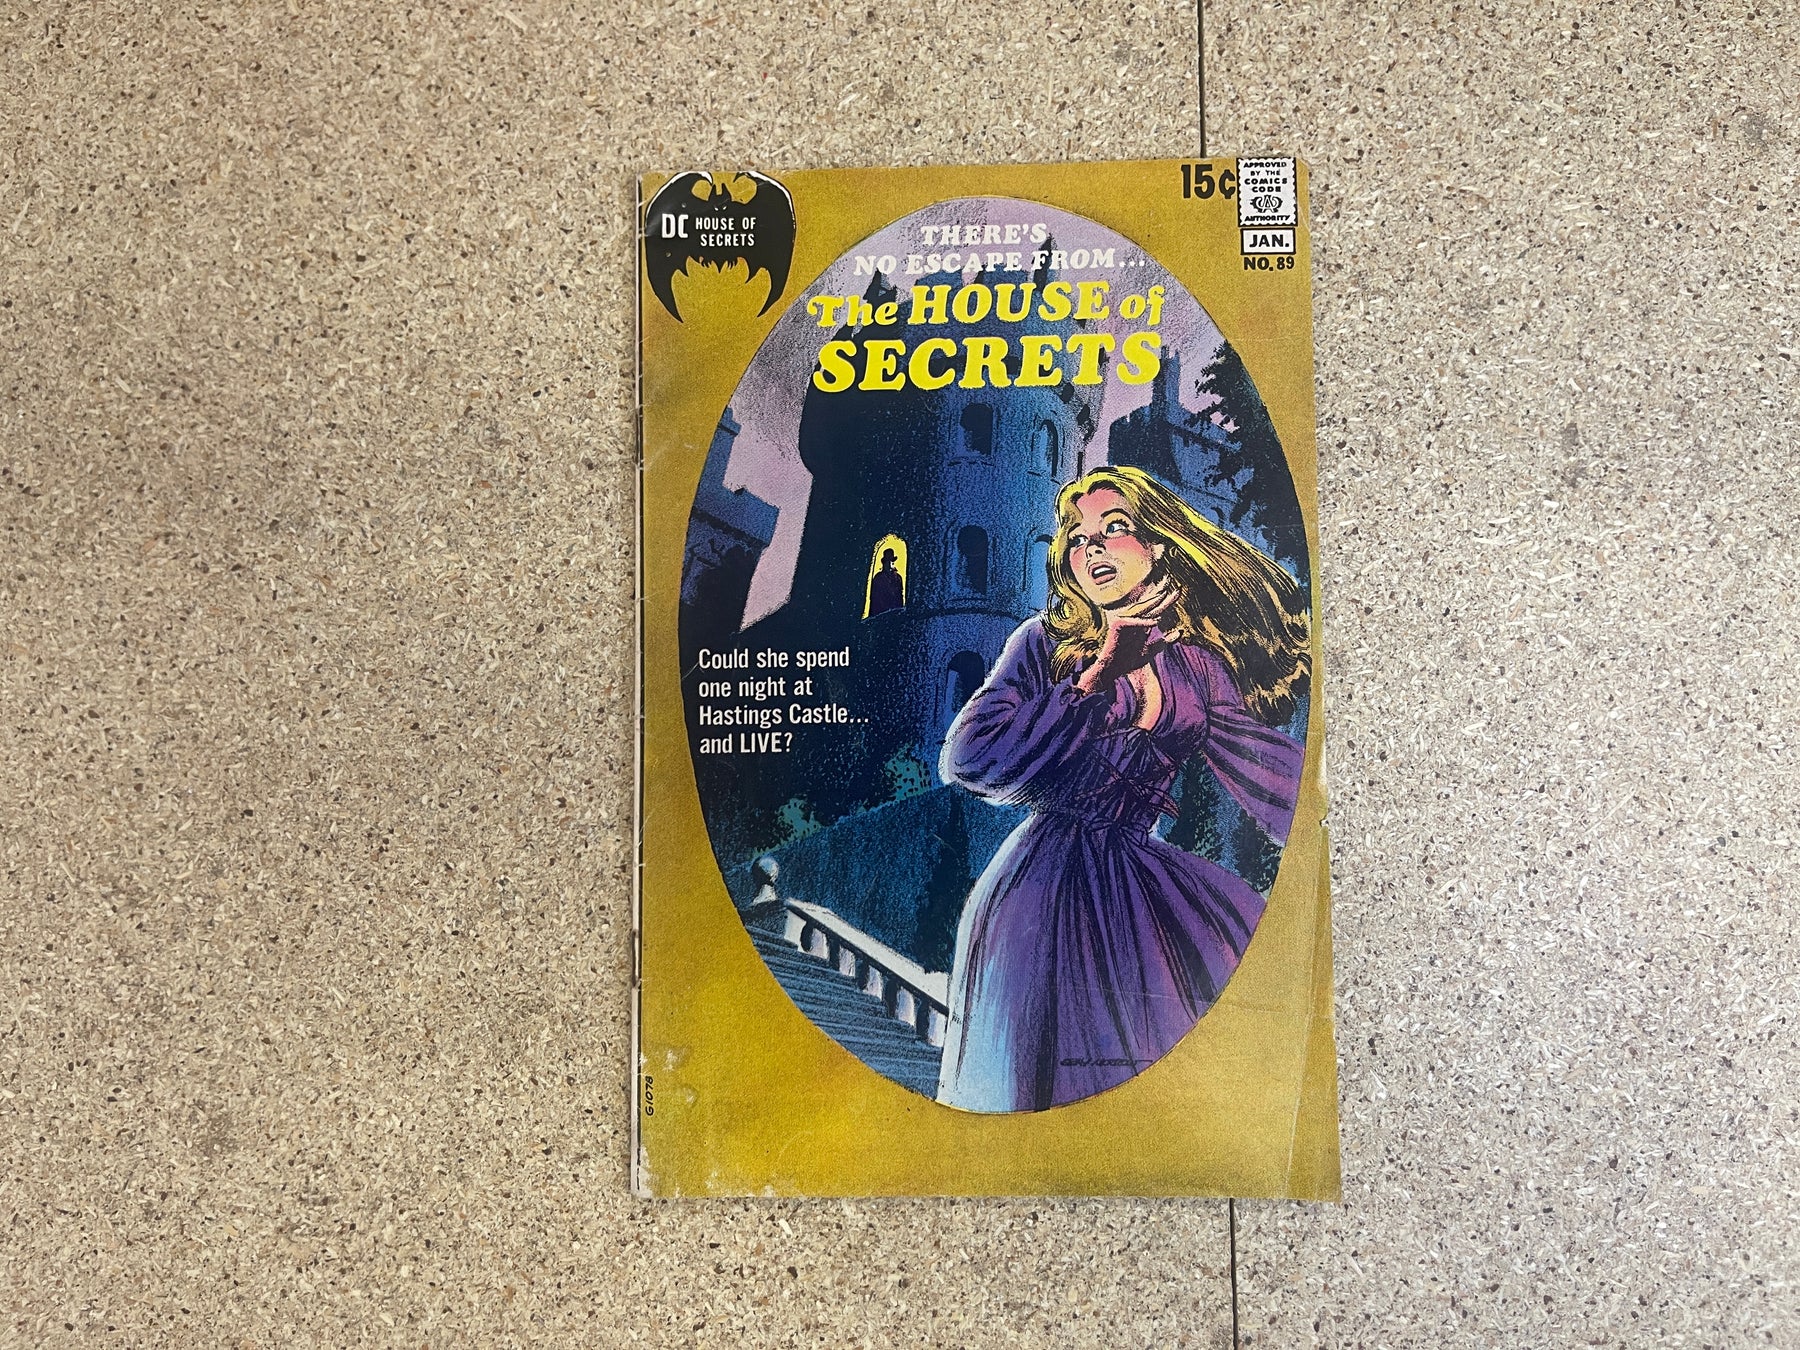 DC HOUSE OF
SECRETS
15¢
APPROVED
BY THE
COMICS
CODE
AUTHORITY
JAN.
NO. 89
THERE'S
NO ESCAPE FROM...
The HOUSE of
SECRETS
Could she spend
one night at
Hastings Castle...
and LIVE?
G1078